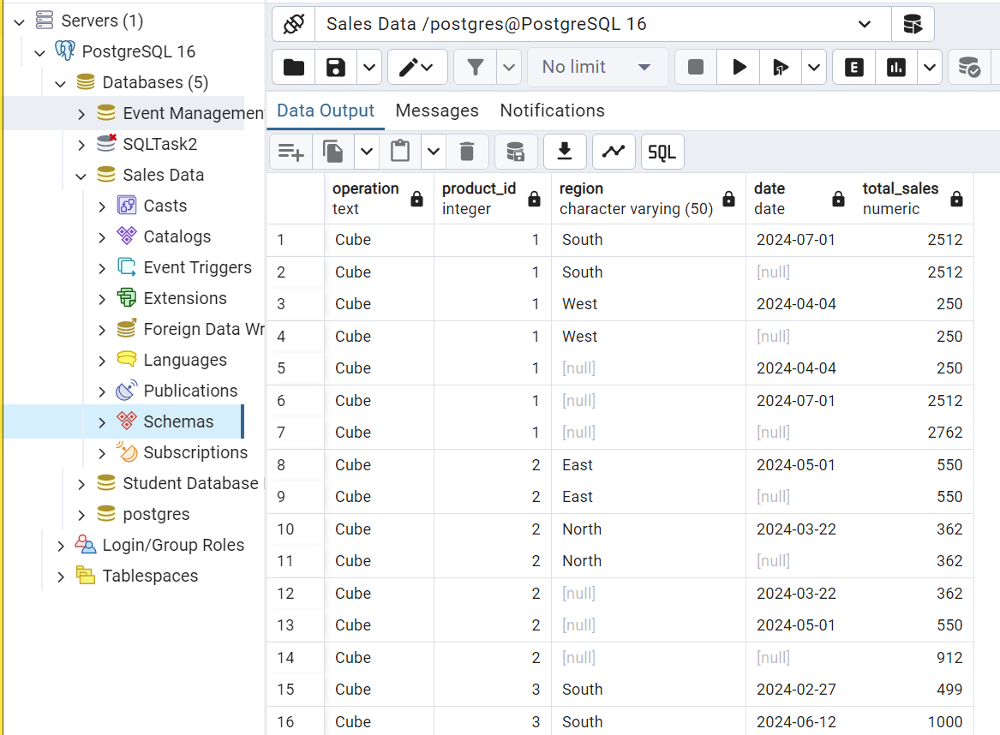 Servers (1)
PostgreSQL 16
Databases (5)
Event Managemen
SQLTask2
Sales Data
Casts
Catalogs
Event Triggers
Extensions
Foreign Data Wr
Languages
Publications
Schemas
Subscriptions
Student Database
postgres
Login/Group Roles
Tablespaces
Sales Data /postgres@PostgreSQL 16
No limit
E
Data Output Messages Notifications
SQL
operation product_id region date total_sales
text integer character varying (50) date numeric
1 Cube 1 South 2024-07-01 2512
2 Cube 1 South [null] 2512
3 Cube 1 West 2024-04-04 250
4 Cube 1 West [null] 250
5 Cube 1 [null] 2024-04-04 250
6 Cube 1 [null] 2024-07-01 2512
7 Cube 1 [null] [null] 2762
8 Cube 2 East 2024-05-01 550
9 Cube 2 East [null] 550
10 Cube 2 North 2024-03-22 362
11 Cube 2 North [null] 362
12 Cube 2 [null] 2024-03-22 362
13 Cube 2 [null] 2024-05-01 550
14 Cube 2 [null] [null] 912
15 Cube 3 South 2024-02-27 499
16 Cube 3 South 2024-06-12 1000